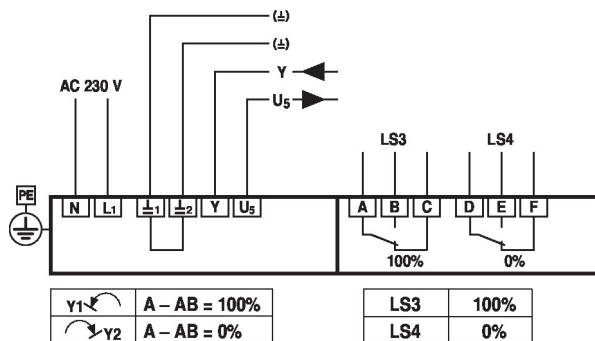 (⊥)
(⊥)
Y
U5
AC 230 V
LS3 LS4
PE
N L1 ⊥1 ⊥2 Y U5 A B C D E F
100% 0%
Y1 A – AB = 100%
Y2 A – AB = 0%
LS3 100%
LS4 0%